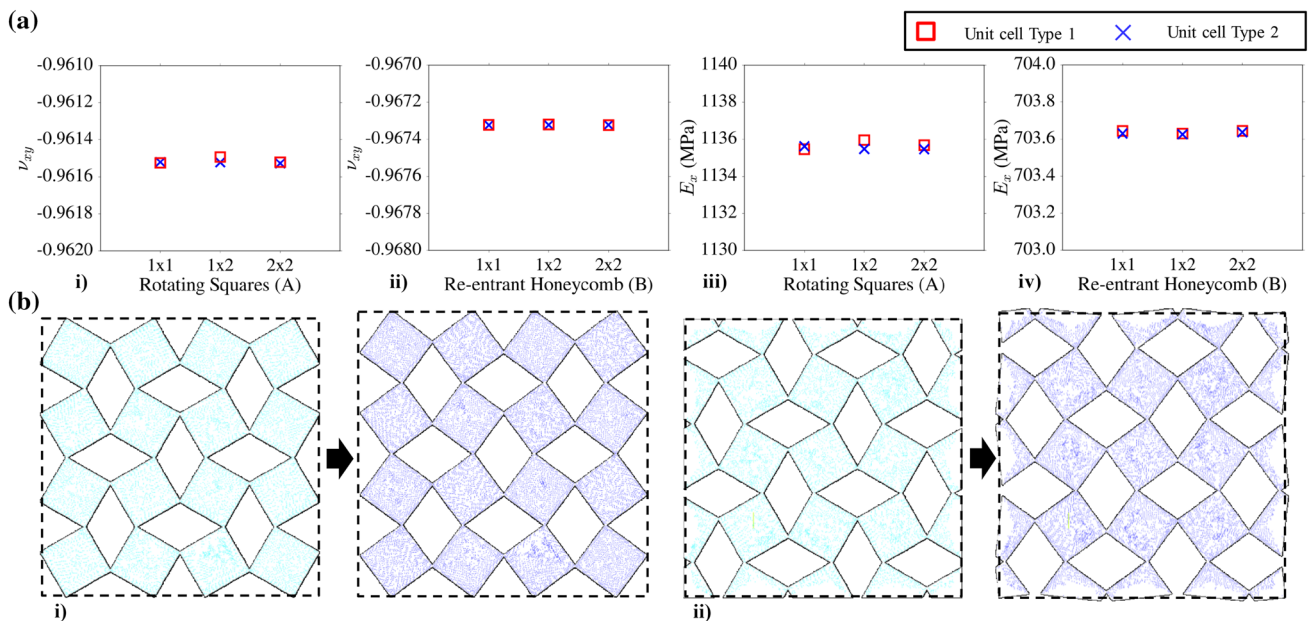 (a)
Unit cell Type 1
Unit cell Type 2
-0.9610
-0.9612
-0.9614
-0.9616
-0.9618
-0.9620
νxy
1x1 1x2 2x2
i) Rotating Squares (A)
-0.9670
-0.9672
-0.9674
-0.9676
-0.9678
-0.9680
νxy
1x1 1x2 2x2
ii) Re-entrant Honeycomb (B)
1140
1138
1136
1134
1132
1130
Ex (MPa)
1x1 1x2 2x2
iii) Rotating Squares (A)
704.0
703.8
703.6
703.4
703.2
703.0
Ex (MPa)
1x1 1x2 2x2
iv) Re-entrant Honeycomb (B)
(b)
i)
ii)